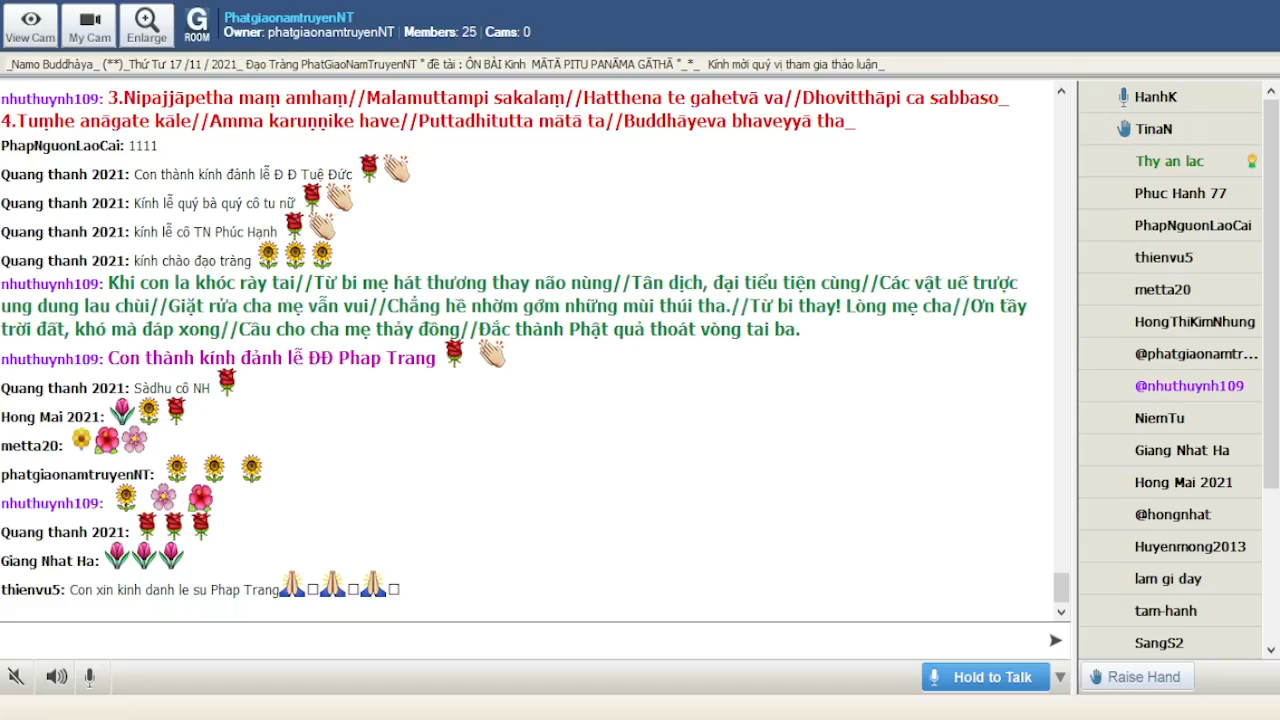 View Cam
My Cam
Enlarge
G
ROOM
PhatgiaonamtruyenNT
Owner: phatgiaonamtruyenNT | Members: 25 | Cams: 0
_Namo Buddhàya_ (**)_Thứ Tư 17 /11 / 2021_ Đạo Tràng PhatGiaoNamTruyenNT " đề tài : ÔN BÀI Kinh MĀTĀ PITU PANĀMA GĀTHĀ "_*_ Kính mời quý vị tham gia thảo luận_
nhuthuynh109: 3.Nipajjāpetha maṃ amhaṃ//Malamuttampi sakalaṃ//Hatthena te gahetvā va//Dhovitthāpi ca sabbaso_
4.Tuṃhe anāgate kāle//Amma karuṇṇike have//Puttadhitutta mātā ta//Buddhāyeva bhaveyyā tha_
PhapNguonLaoCai: 1111
Quang thanh 2021: Con thành kính đảnh lễ Đ Đ Tuệ Đức
Quang thanh 2021: Kính lễ quý bà quý cô tu nữ
Quang thanh 2021: kính lễ cô TN Phúc Hạnh
Quang thanh 2021: kính chào đạo tràng
nhuthuynh109: Khi con la khóc rày tai//Từ bi mẹ hát thương thay não nùng//Tân dịch, đại tiểu tiện cùng//Các vật uế trược
ung dung lau chùi//Giặt rửa cha mẹ vẫn vui//Chẳng hề nhờm gớm những mùi thúi tha.//Từ bi thay! Lòng mẹ cha//Ơn tầy
trời đất, khó mà đáp xong//Cầu cho cha mẹ thảy đồng//Đắc thành Phật quả thoát vòng tai ba.
nhuthuynh109: Con thành kính đảnh lễ ĐĐ Phap Trang
Quang thanh 2021: Sàdhu cô NH
Hong Mai 2021:
metta20:
phatgiaonamtruyenNT:
nhuthuynh109:
Quang thanh 2021:
Giang Nhat Ha:
thienvu5: Con xin kinh danh le su Phap Trang
HanhK
TinaN
Thy an lac
Phuc Hanh 77
PhapNguonLaoCai
thienvu5
metta20
HongThiKimNhung
@phatgiaonamtr...
@nhuthuynh109
NiemTu
Giang Nhat Ha
Hong Mai 2021
@hongnhat
Huyenmong2013
lam gi day
tam-hanh
SangS2
Hold to Talk
Raise Hand